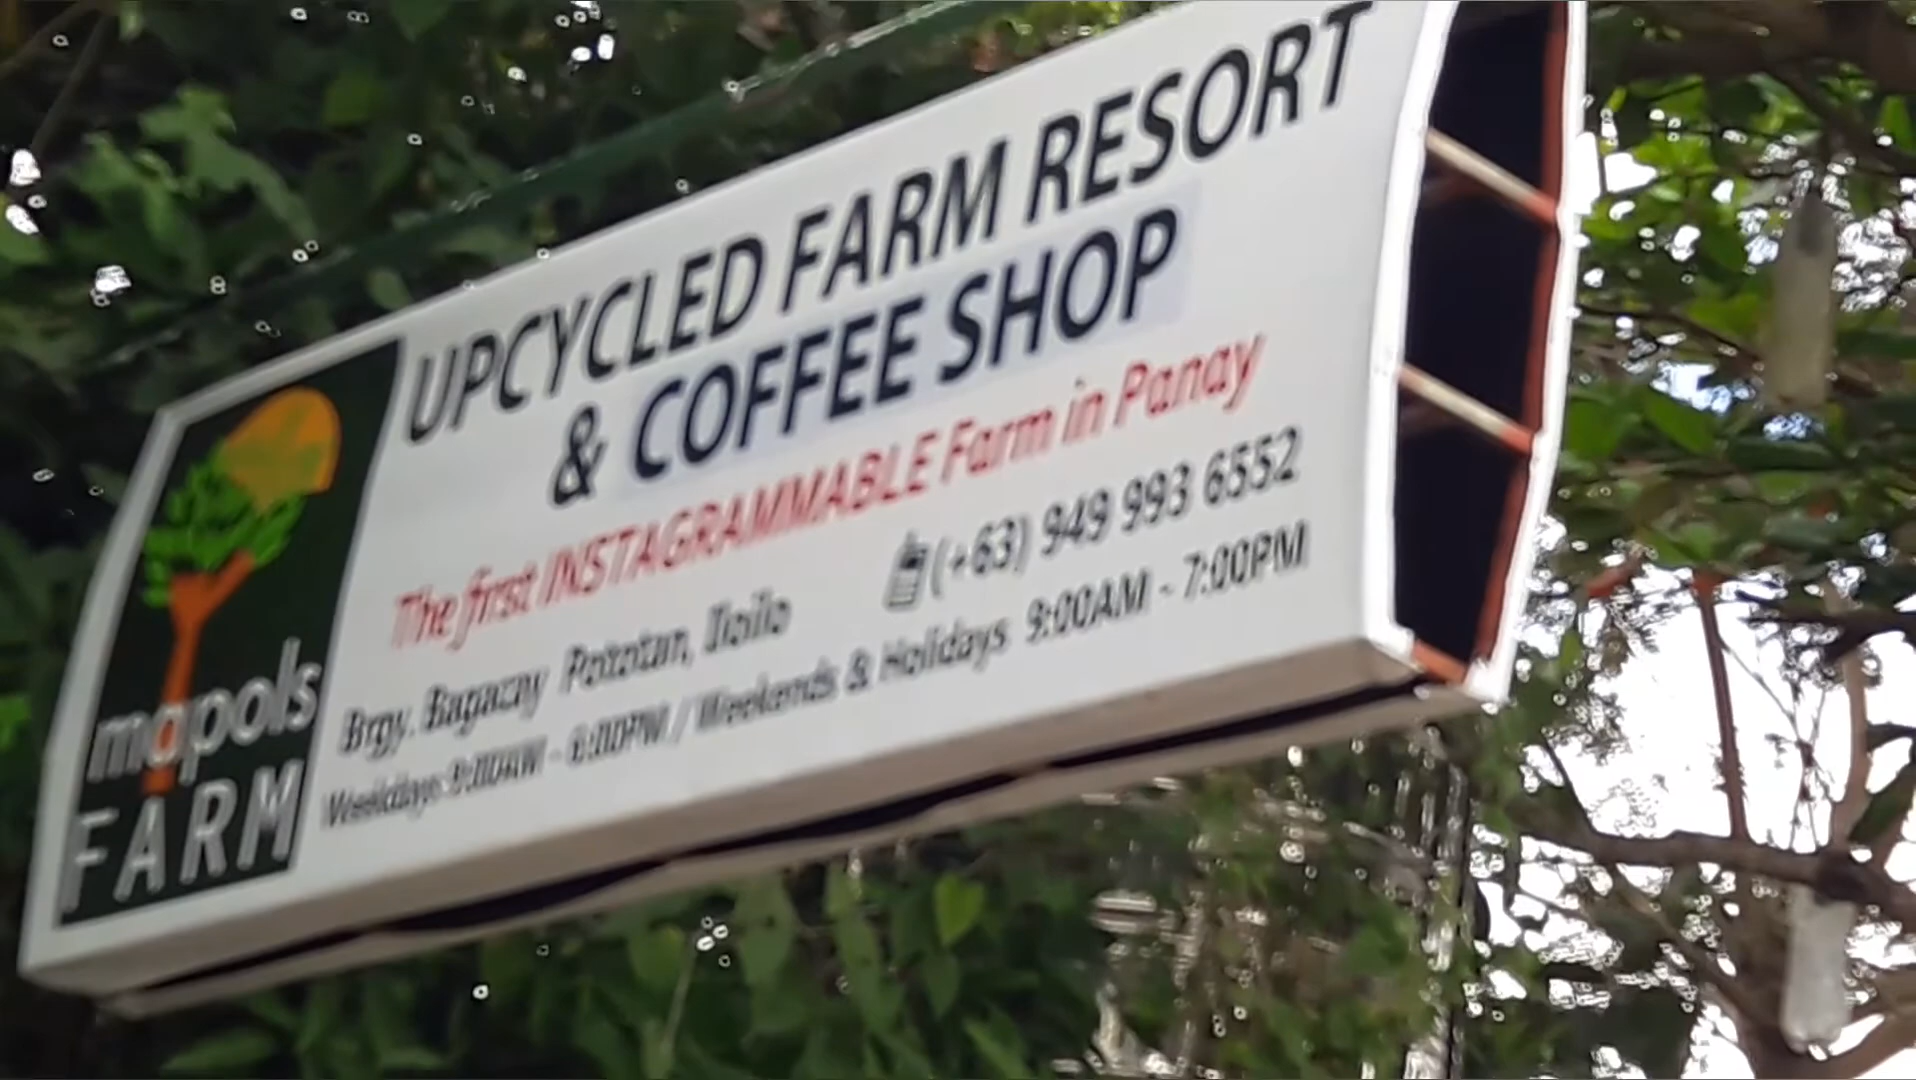 UPCYCLED FARM RESORT
& COFFEE SHOP
The first INSTAGRAMMABLE Farm in Panay
Brgy. Bagacay Pototan, Iloilo
(+63) 949 993 6552
Weekdays 9:00AM - 6:00PM / Weekends & Holidays 9:00AM - 7:00PM
mapols
FARM